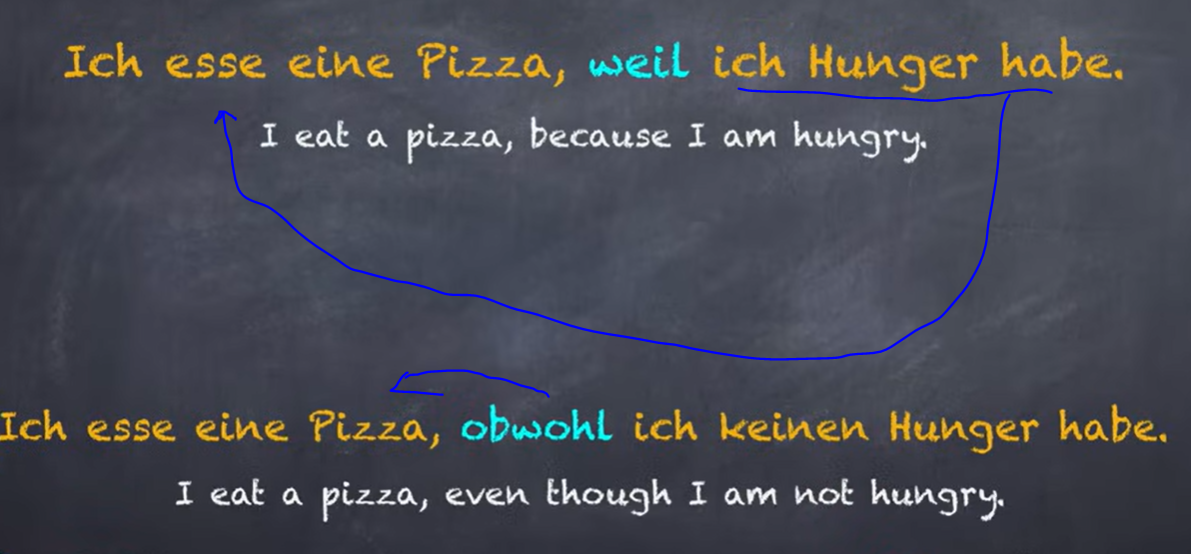 Ich esse eine Pizza, weil ich Hunger habe.
I eat a pizza, because I am hungry.
Ich esse eine Pizza, obwohl ich keinen Hunger habe.
I eat a pizza, even though I am not hungry.